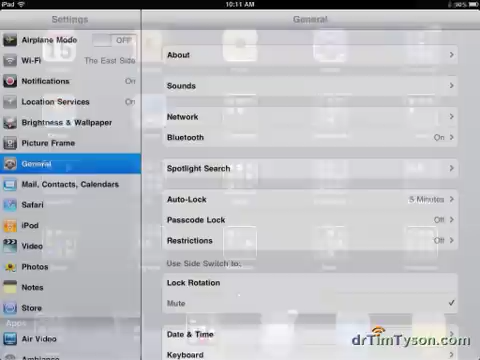 iPad
10:11 AM
Settings
General
Airplane Mode OFF
Wi-Fi The East Side
Notifications On
Location Services On
Brightness & Wallpaper
Picture Frame
General
Mail, Contacts, Calendars
Safari
iPod
Video
Photos
Notes
Store
Apps
Air Video
About
Sounds
Network
Bluetooth On
Spotlight Search
Auto-Lock 5 Minutes
Passcode Lock Off
Restrictions Off
Use Side Switch to:
Lock Rotation
Mute
Date & Time
Keyboard
drTimTyson.com